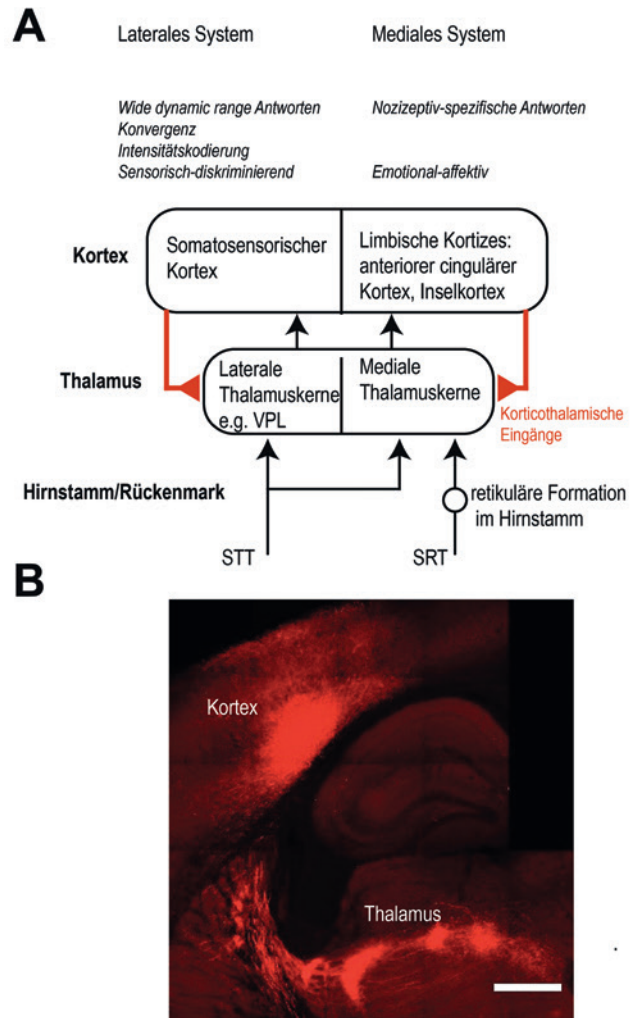 A
Laterales System
Mediales System
Wide dynamic range Antworten
Konvergenz
Intensitätskodierung
Sensorisch-diskriminierend
Nozizeptiv-spezifische Antworten
Emotional-affektiv
Kortex
Somatosensorischer
Kortex
Limbische Kortizes:
anteriorer cingulärer
Kortex, Inselkortex
Thalamus
Laterale
Thalamuskerne
e.g. VPL
Mediale
Thalamuskerne
Korticothalamische
Eingänge
Hirnstamm/Rückenmark
retikuläre Formation
im Hirnstamm
STT
SRT
B
Kortex
Thalamus